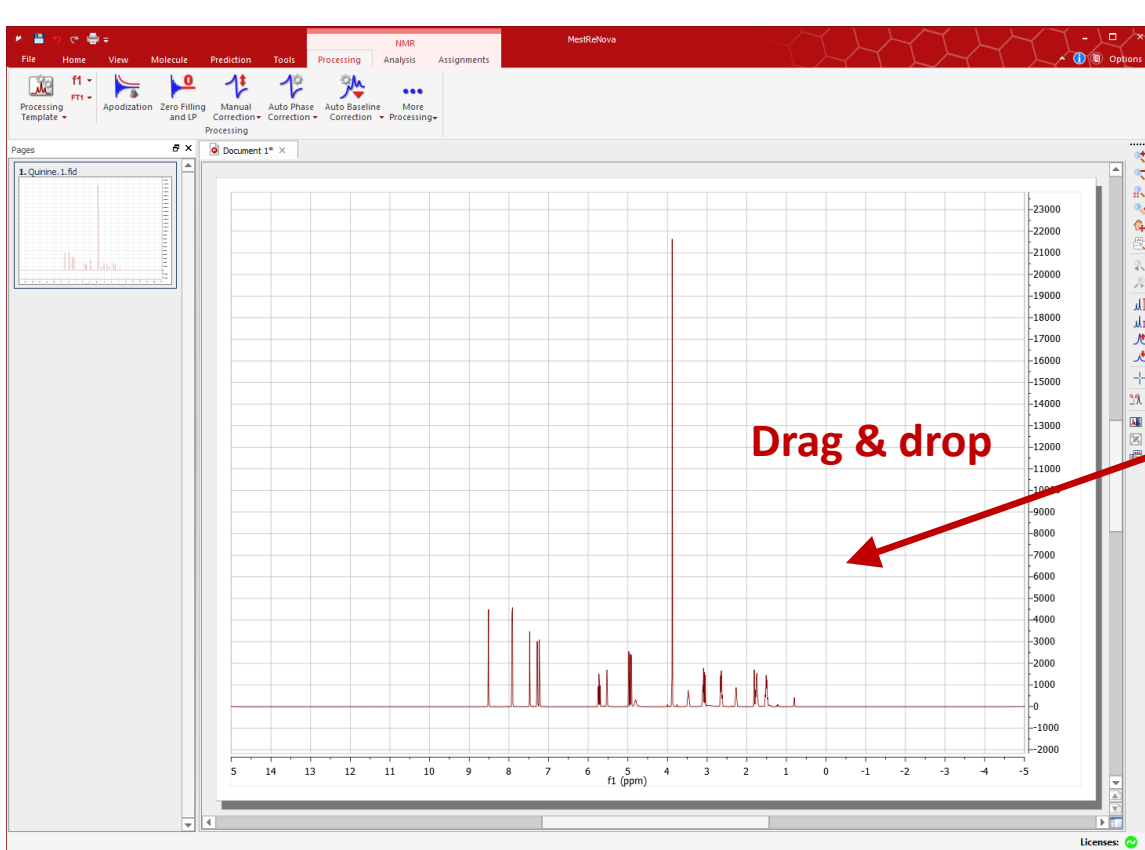 NMR
MestReNova
File Home View Molecule Prediction Tools Processing Analysis Assignments
Options
f1
FT1
Processing Template
Apodization
Zero Filling and LP
Manual Correction
Auto Phase Correction
Auto Baseline Correction
More Processing
Processing
Pages
Document 1*
1. Quinine.1.fid
23000
22000
21000
20000
19000
18000
17000
16000
15000
14000
13000
Drag & drop
12000
11000
10000
9000
8000
7000
6000
5000
4000
3000
2000
1000
0
-1000
-2000
5 14 13 12 11 10 9 8 7 6 5 4 3 2 1 0 -1 -2 -3 -4 -5
f1 (ppm)
Licenses: